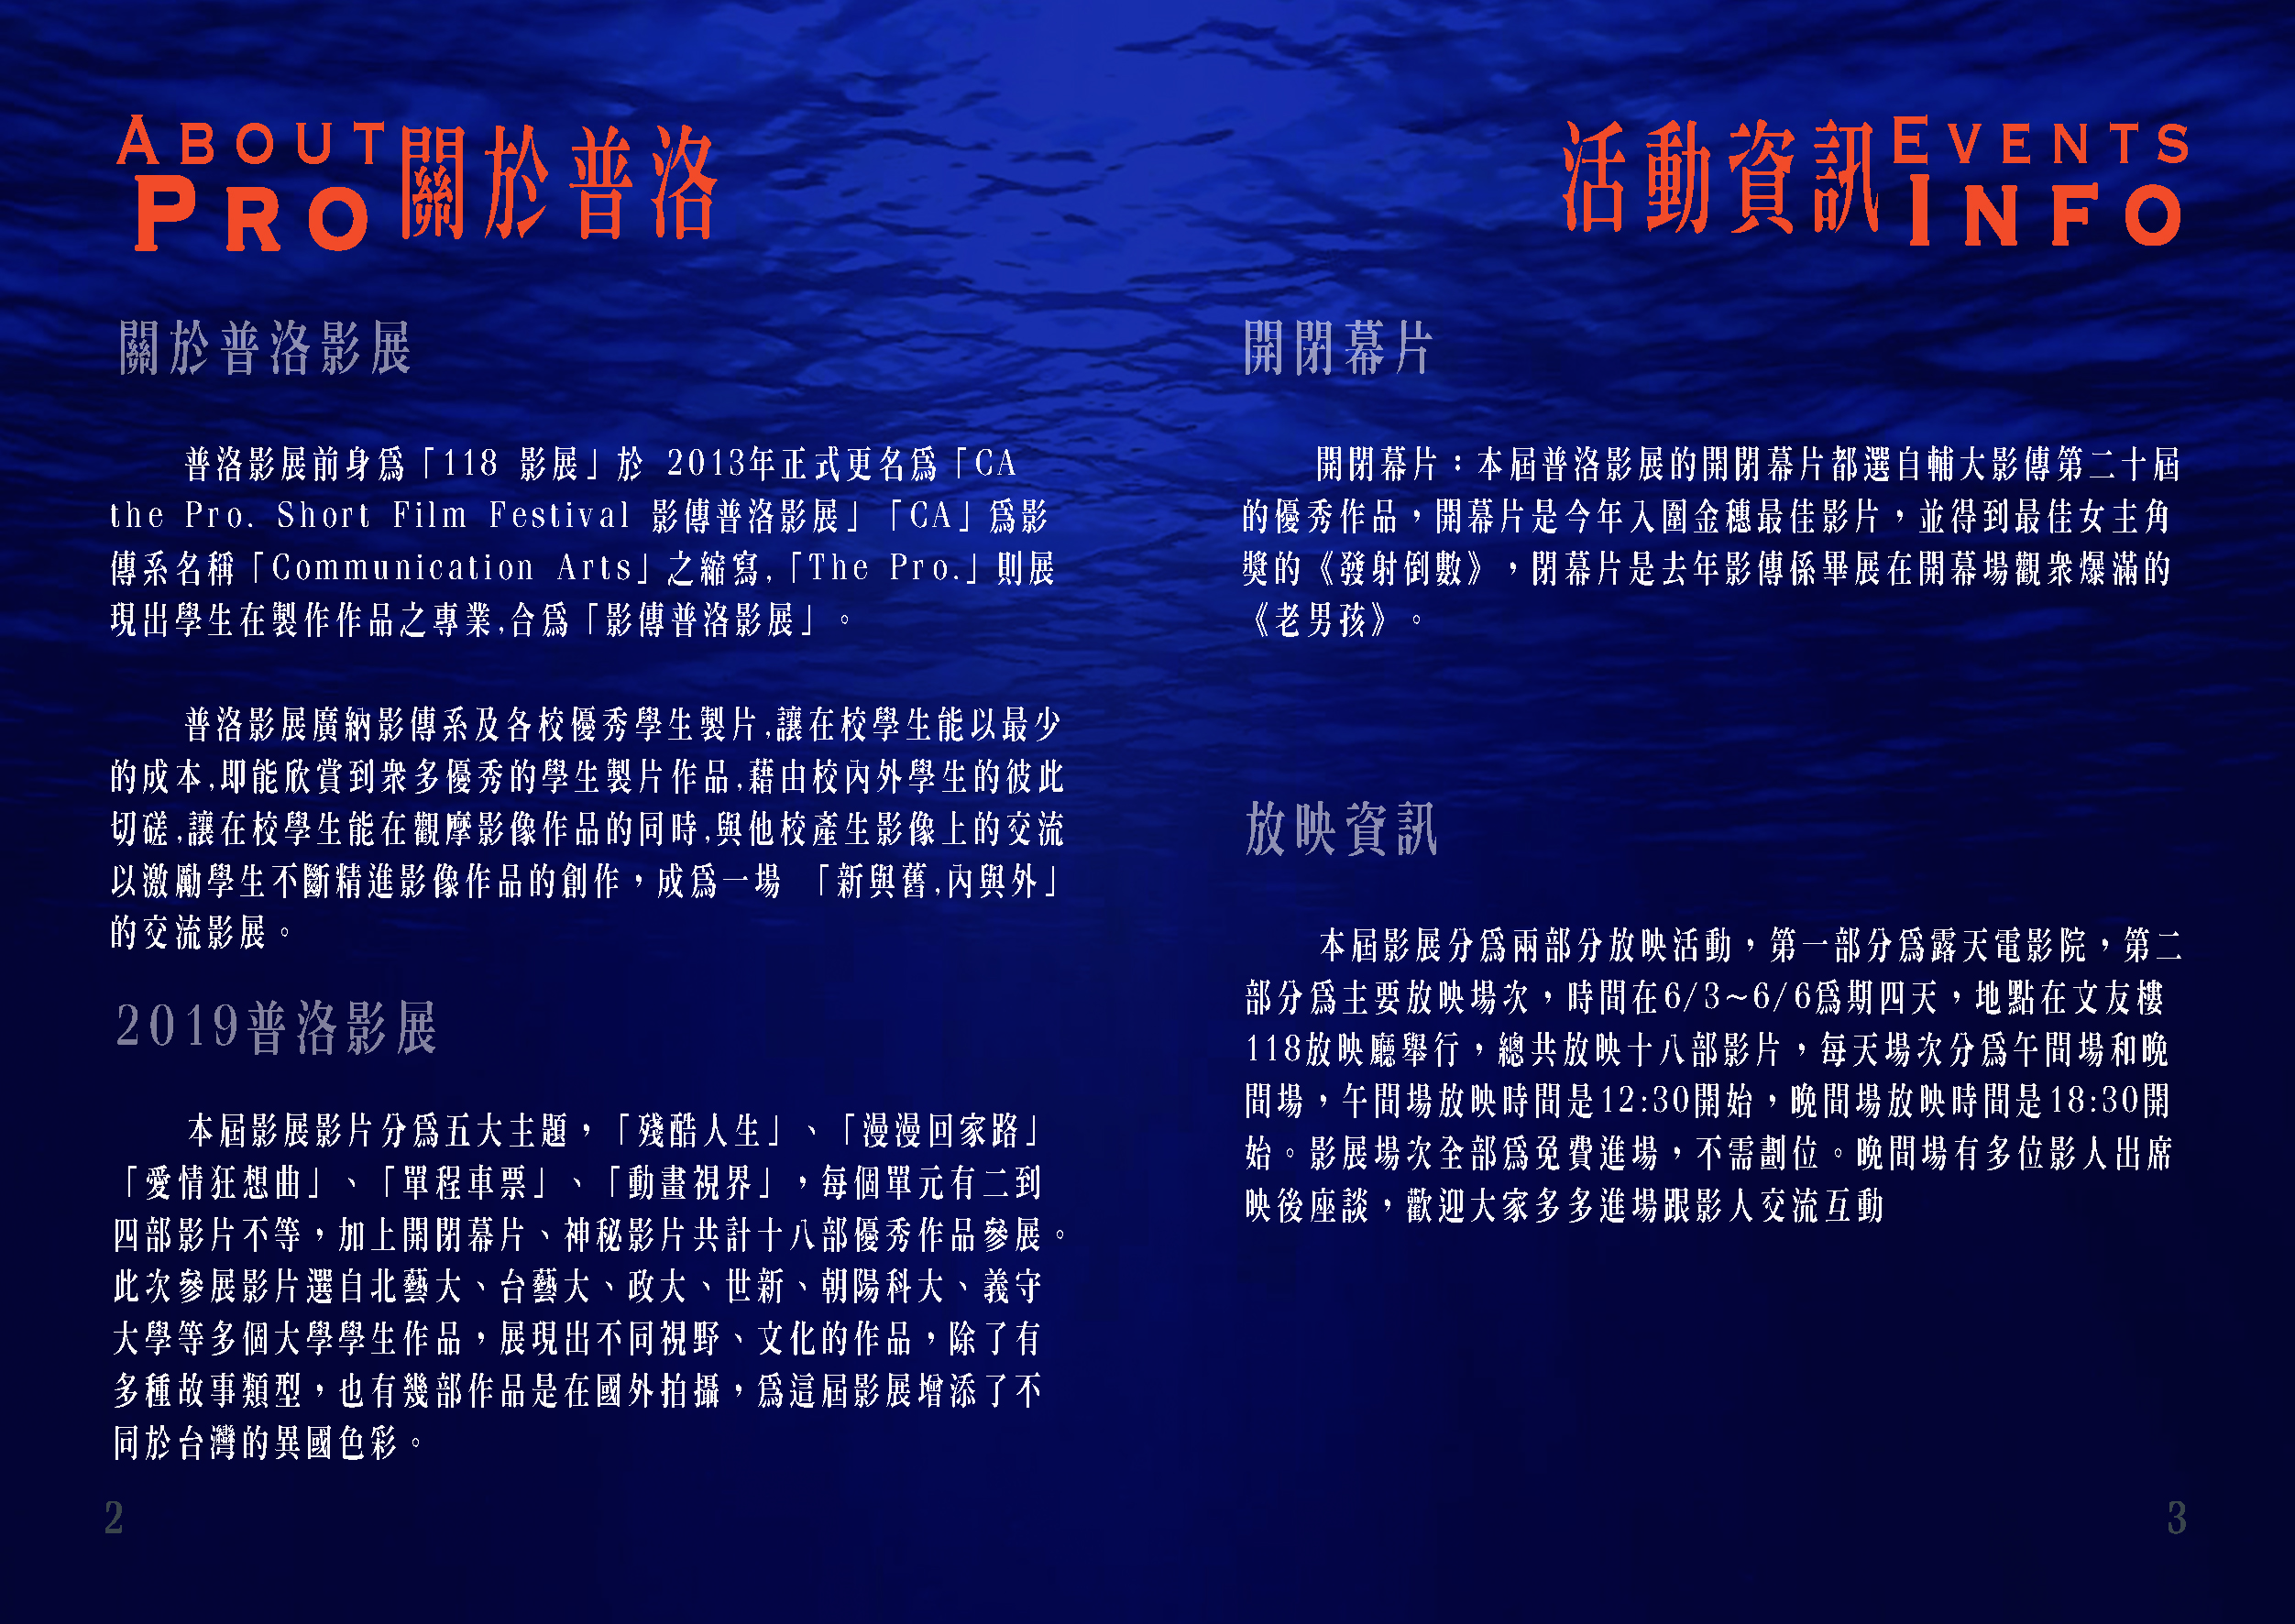 ABOUT
PRO
關於普洛
關於普洛影展
普洛影展前身爲「118 影展」於 2013年正式更名爲「CA
the Pro. Short Film Festival 影傳普洛影展」「CA」爲影
傳系名稱「Communication Arts」之縮寫,「The Pro.」則展
現出學生在製作作品之專業,合爲「影傳普洛影展」。
普洛影展廣納影傳系及各校優秀學生製片,讓在校學生能以最少
的成本,即能欣賞到衆多優秀的學生製片作品,藉由校內外學生的彼此
切磋,讓在校學生能在觀摩影像作品的同時,與他校產生影像上的交流
以激勵學生不斷精進影像作品的創作，成爲一場 「新與舊,內與外」
的交流影展。
2019普洛影展
本屆影展影片分爲五大主題，「殘酷人生」、「漫漫回家路」
「愛情狂想曲」、「單程車票」、「動畫視界」，每個單元有二到
四部影片不等，加上開閉幕片、神秘影片共計十八部優秀作品參展。
此次參展影片選自北藝大、台藝大、政大、世新、朝陽科大、義守
大學等多個大學學生作品，展現出不同視野、文化的作品，除了有
多種故事類型，也有幾部作品是在國外拍攝，爲這屆影展增添了不
同於台灣的異國色彩。
2
活動資訊
EVENTS
INFO
開閉幕片
開閉幕片：本屆普洛影展的開閉幕片都選自輔大影傳第二十屆
的優秀作品，開幕片是今年入圍金穗最佳影片，並得到最佳女主角
獎的《發射倒數》，閉幕片是去年影傳係畢展在開幕場觀衆爆滿的
《老男孩》。
放映資訊
本屆影展分爲兩部分放映活動，第一部分爲露天電影院，第二
部分爲主要放映場次，時間在6/3~6/6爲期四天，地點在文友樓
118放映廳舉行，總共放映十八部影片，每天場次分爲午間場和晚
間場，午間場放映時間是12:30開始，晚間場放映時間是18:30開
始。影展場次全部爲免費進場，不需劃位。晚間場有多位影人出席
映後座談，歡迎大家多多進場跟影人交流互動
3